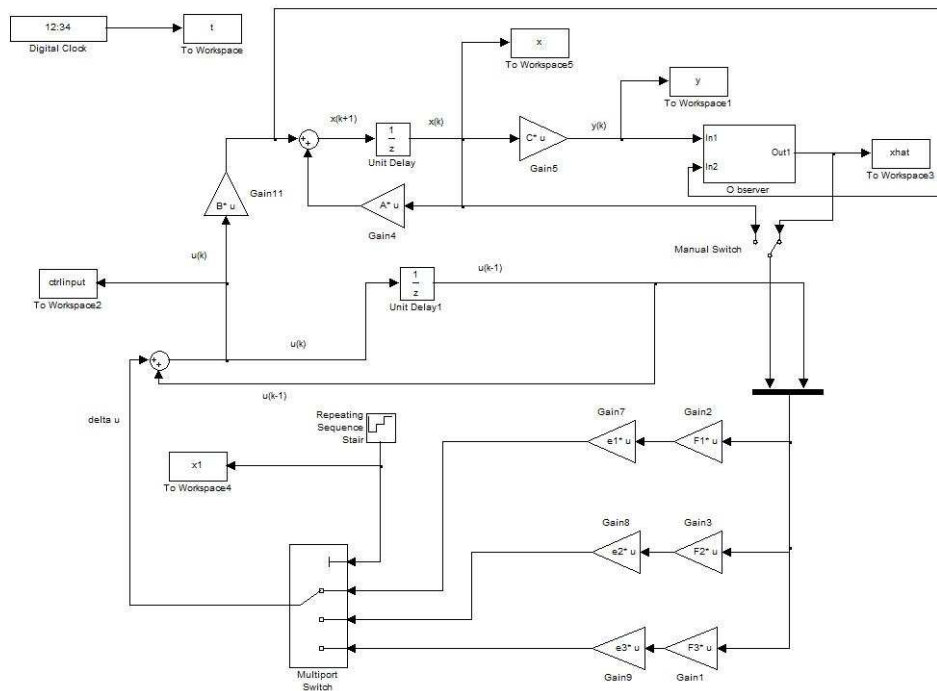 12:34
Digital Clock
t
To Workspace
x
To Workspace5
y
To Workspace1
x(k+1)
1
z
Unit Delay
x(k)
C* u
Gain5
y(k)
In1
In2
Out1
O bserver
xhat
To Workspace3
B* u
Gain11
A* u
Gain4
Manual Switch
u(k)
ctrlinput
To Workspace2
1
z
Unit Delay1
u(k-1)
+
+
+
+
u(k)
u(k-1)
delta u
Repeating
Sequence
Stair
x1
To Workspace4
Gain7
e1* u
Gain2
F1* u
Gain8
e2* u
Gain3
F2* u
e3* u
Gain9
F3* u
Gain1
Multiport
Switch